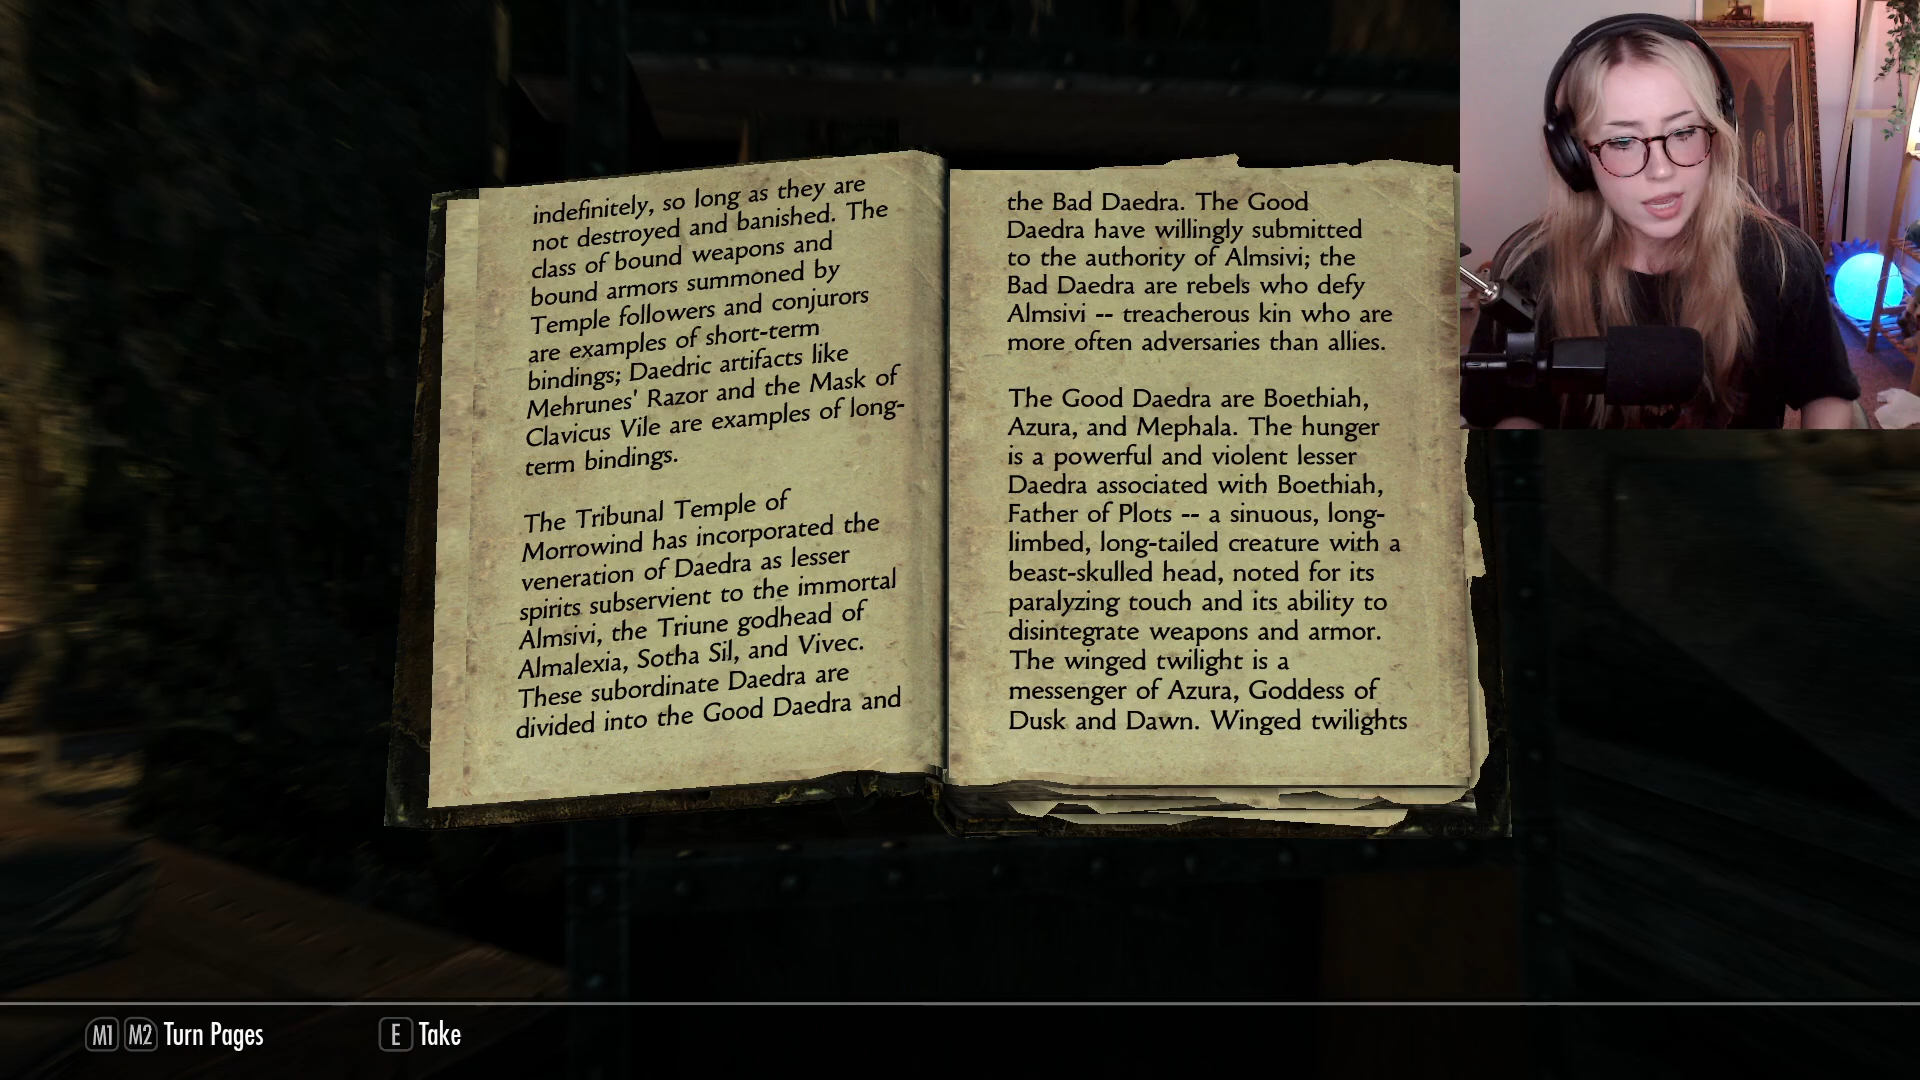 indefinitely, so long as they are
not destroyed and banished. The
class of bound weapons and
bound armors summoned by
Temple followers and conjurors
are examples of short-term
bindings; Daedric artifacts like
Mehrunes' Razor and the Mask of
Clavicus Vile are examples of long-
term bindings.
The Tribunal Temple of
Morrowind has incorporated the
veneration of Daedra as lesser
spirits subservient to the immortal
Almsivi, the Triune godhead of
Almalexia, Sotha Sil, and Vivec.
These subordinate Daedra are
divided into the Good Daedra and
the Bad Daedra. The Good
Daedra have willingly submitted
to the authority of Almsivi; the
Bad Daedra are rebels who defy
Almsivi -- treacherous kin who are
more often adversaries than allies.
The Good Daedra are Boethiah,
Azura, and Mephala. The hunger
is a powerful and violent lesser
Daedra associated with Boethiah,
Father of Plots -- a sinuous, long-
limbed, long-tailed creature with a
beast-skulled head, noted for its
paralyzing touch and its ability to
disintegrate weapons and armor.
The winged twilight is a
messenger of Azura, Goddess of
Dusk and Dawn. Winged twilights
M1 M2 Turn Pages E Take